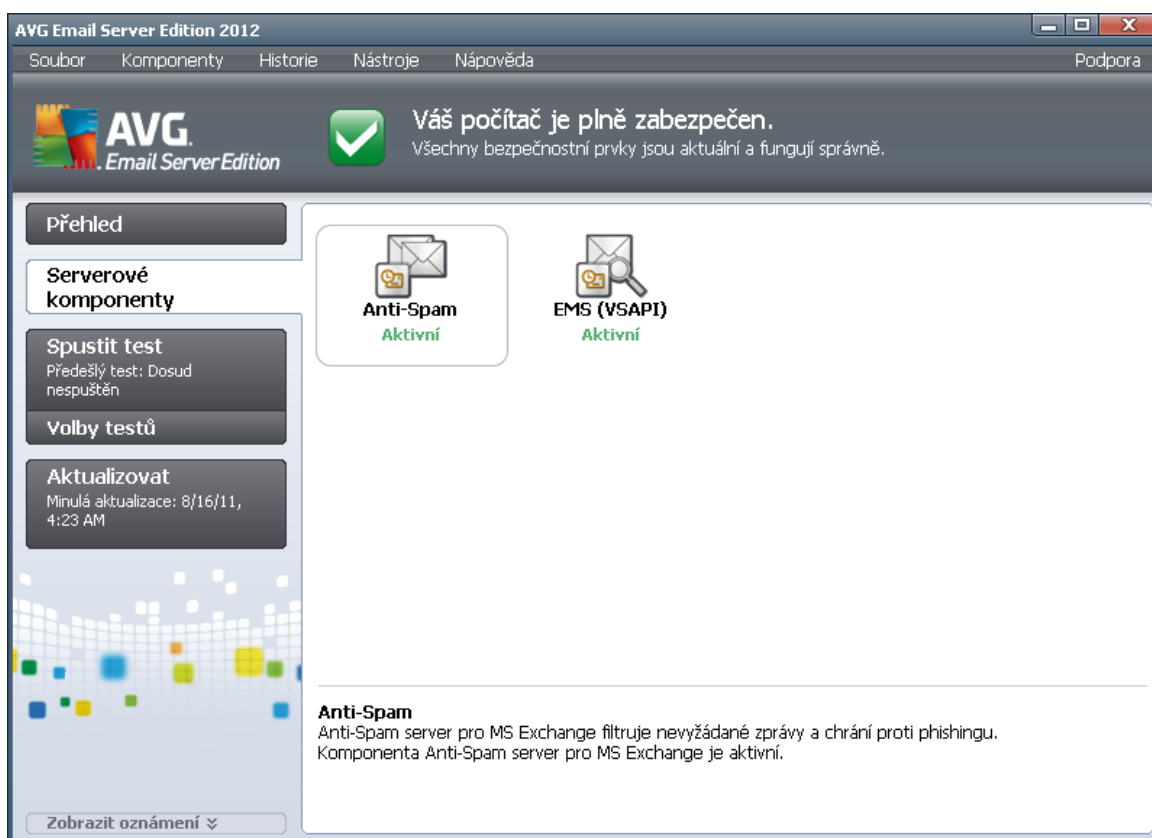 AVG Email Server Edition 2012
Soubor Komponenty Historie Nástroje Nápověda Podpora
AVG.
Email Server Edition
Váš počítač je plně zabezpečen.
Všechny bezpečnostní prvky jsou aktuální a fungují správně.
Přehled
Serverové
komponenty
Spustit test
Předešlý test: Dosud
nespuštěn
Volby testů
Aktualizovat
Minulá aktualizace: 8/16/11,
4:23 AM
Zobrazit oznámení
Anti-Spam
Aktivní
EMS (VSAPI)
Aktivní
Anti-Spam
Anti-Spam server pro MS Exchange filtruje nevyžádané zprávy a chrání proti phishingu.
Komponenta Anti-Spam server pro MS Exchange je aktivní.